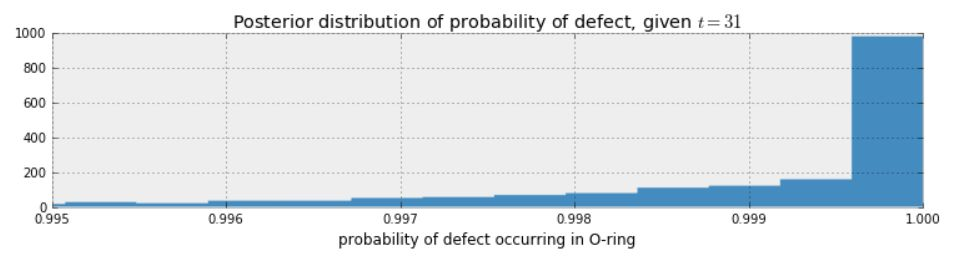 Posterior distribution of probability of defect, given t = 31
1000
800
600
400
200
0
0.995 0.996 0.997 0.998 0.999 1.000
probability of defect occurring in O-ring